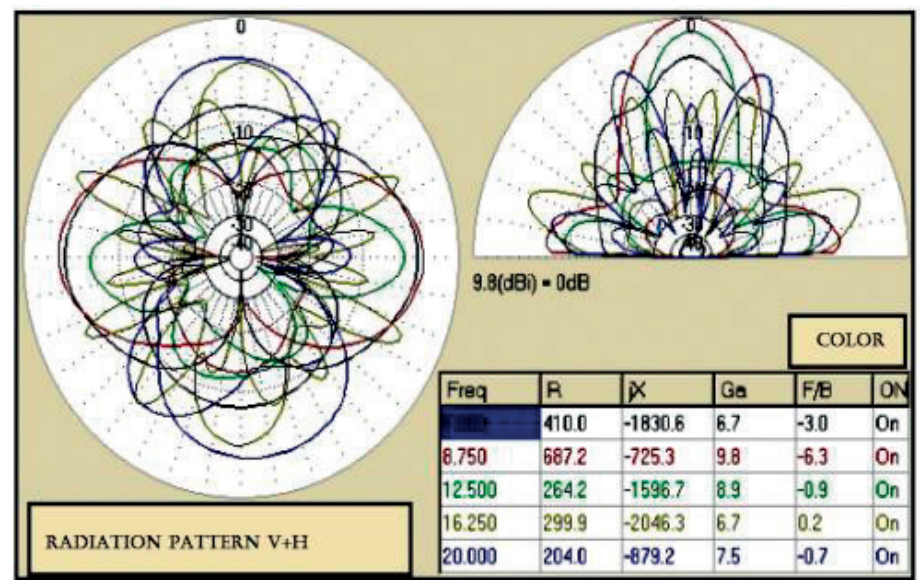 0
-10
-30
0
-10
-30
9.8(dBi) = 0dB
COLOR
Freq R jX Ga F/B ON
410.0 -1830.6 6.7 -3.0 On
8.750 687.2 -725.3 9.8 -6.3 On
12.500 264.2 -1596.7 8.9 -0.9 On
16.250 299.9 -2046.3 6.7 0.2 On
20.000 204.0 -879.2 7.5 -0.7 On
RADIATION PATTERN V+H